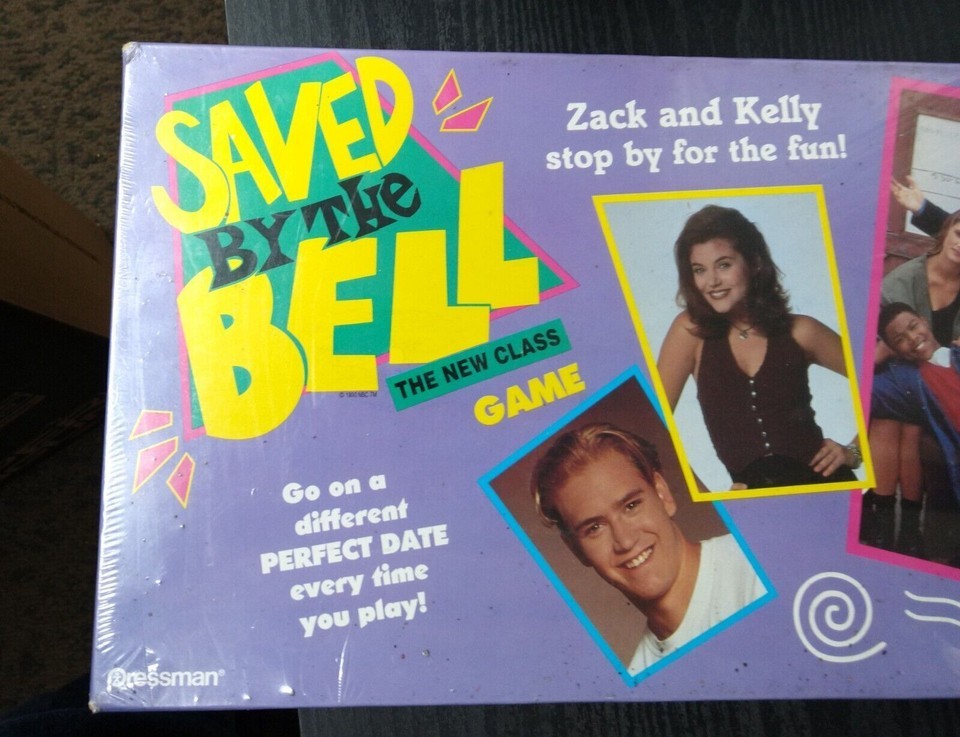 SAVED
BY THE
BELL
THE NEW CLASS
GAME
Zack and Kelly
stop by for the fun!
Go on a
different
PERFECT DATE
every time
you play!
Pressman®